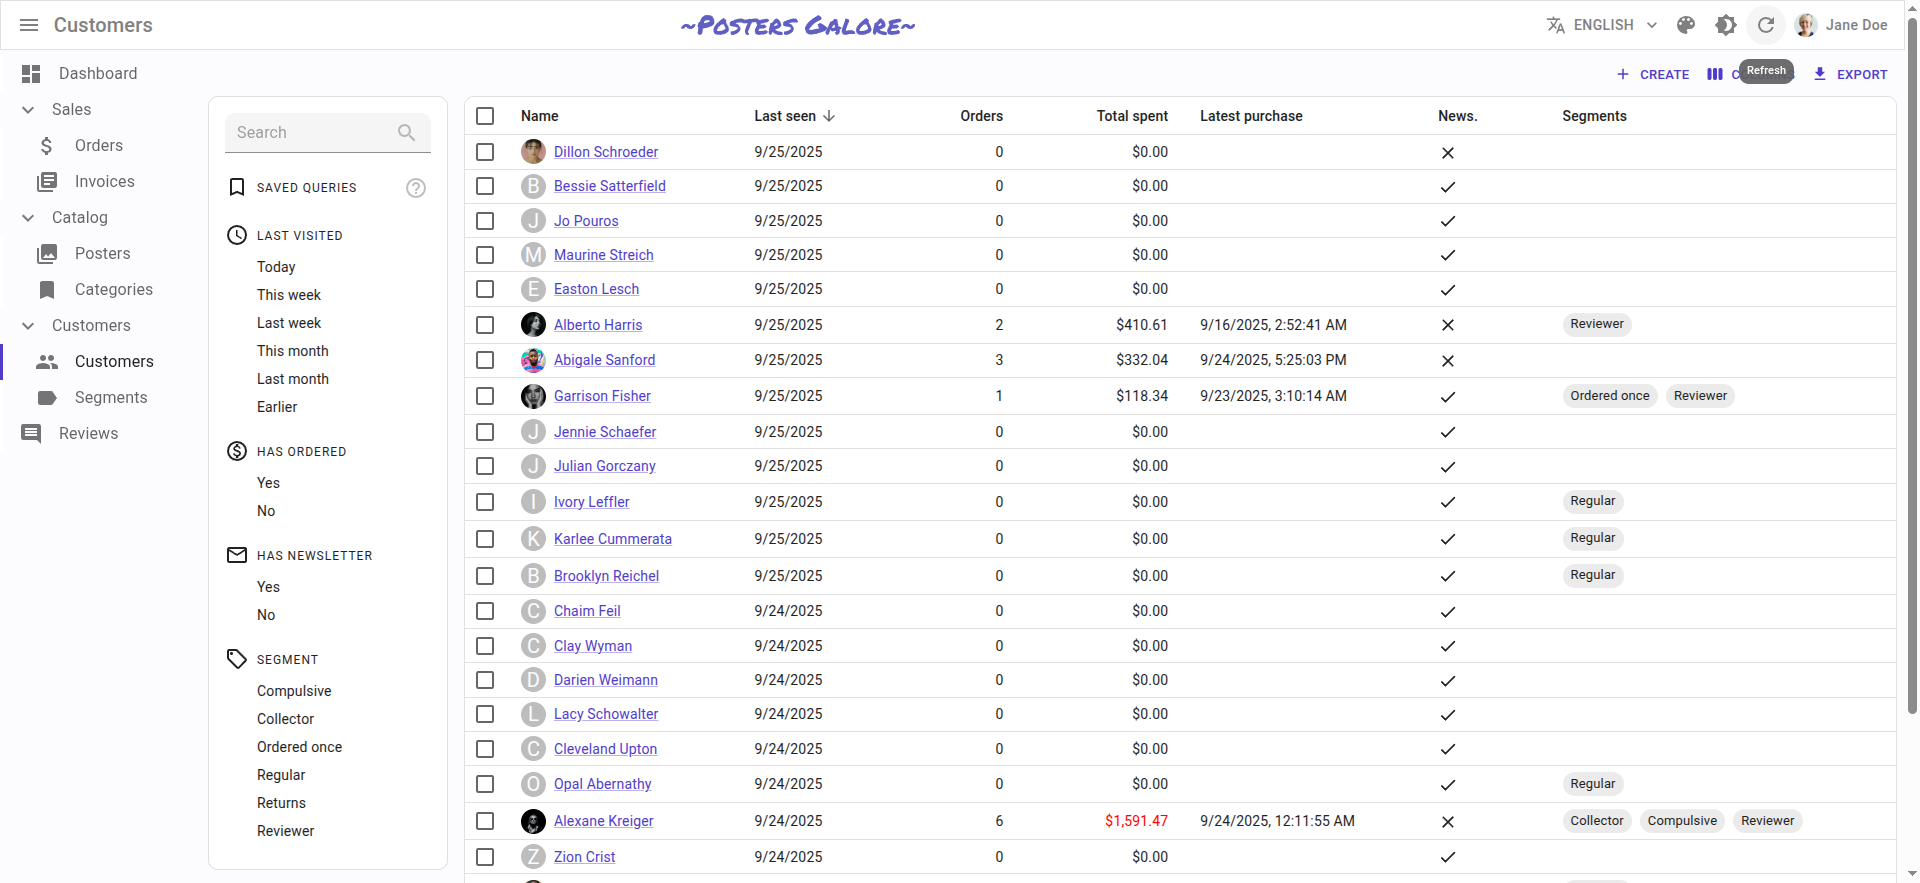 Customers
~Posters Galore~
ENGLISH
Jane Doe
Refresh
CREATE
EXPORT
Dashboard
Sales
Orders
Invoices
Catalog
Posters
Categories
Customers
Customers
Segments
Reviews
Search
SAVED QUERIES
LAST VISITED
Today
This week
Last week
This month
Last month
Earlier
HAS ORDERED
Yes
No
HAS NEWSLETTER
Yes
No
SEGMENT
Compulsive
Collector
Ordered once
Regular
Returns
Reviewer
Name Last seen Orders Total spent Latest purchase News. Segments
Dillon Schroeder 9/25/2025 0 $0.00
B Bessie Satterfield 9/25/2025 0 $0.00
J Jo Pouros 9/25/2025 0 $0.00
M Maurine Streich 9/25/2025 0 $0.00
E Easton Lesch 9/25/2025 0 $0.00
Alberto Harris 9/25/2025 2 $410.61 9/16/2025, 2:52:41 AM Reviewer
Abigale Sanford 9/25/2025 3 $332.04 9/24/2025, 5:25:03 PM
Garrison Fisher 9/25/2025 1 $118.34 9/23/2025, 3:10:14 AM Ordered once Reviewer
J Jennie Schaefer 9/25/2025 0 $0.00
J Julian Gorczany 9/25/2025 0 $0.00
I Ivory Leffler 9/25/2025 0 $0.00 Regular
K Karlee Cummerata 9/25/2025 0 $0.00 Regular
B Brooklyn Reichel 9/25/2025 0 $0.00 Regular
C Chaim Feil 9/24/2025 0 $0.00
C Clay Wyman 9/24/2025 0 $0.00
D Darien Weimann 9/24/2025 0 $0.00
L Lacy Schowalter 9/24/2025 0 $0.00
C Cleveland Upton 9/24/2025 0 $0.00
O Opal Abernathy 9/24/2025 0 $0.00 Regular
Alexane Kreiger 9/24/2025 6 $1,591.47 9/24/2025, 12:11:55 AM Collector Compulsive Reviewer
Z Zion Crist 9/24/2025 0 $0.00